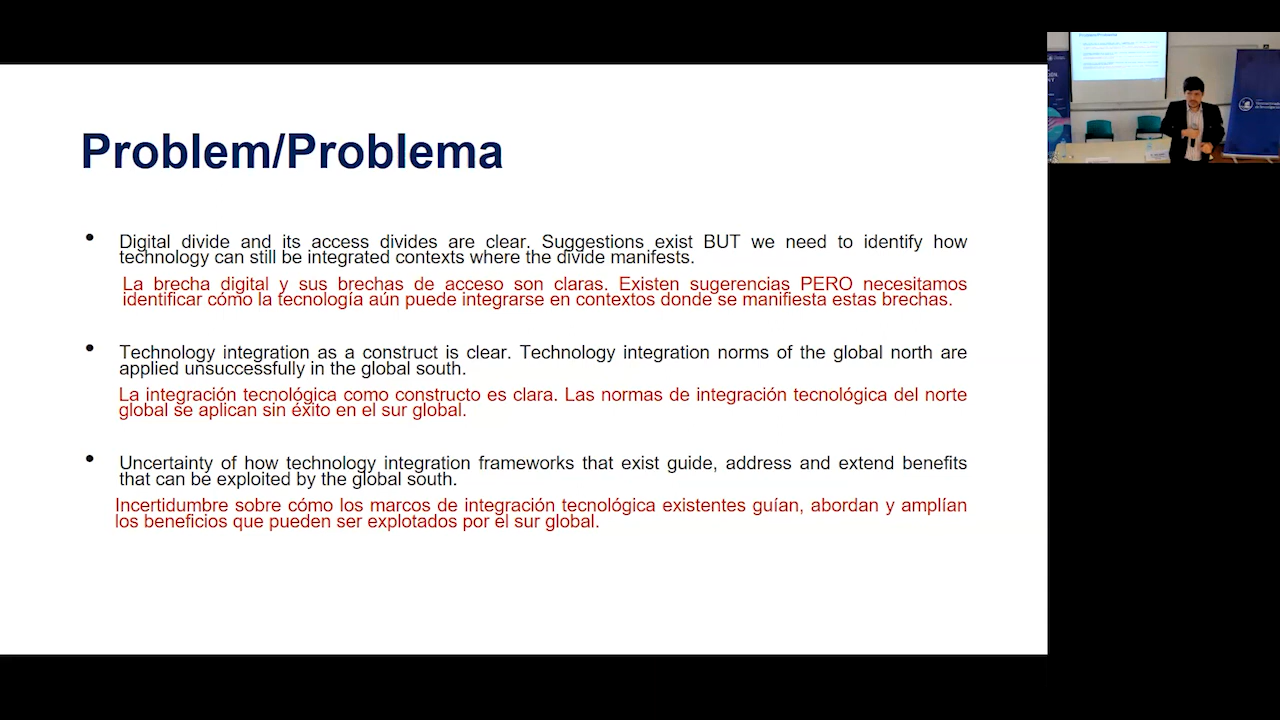 Problem/Problema
• Digital divide and its access divides are clear. Suggestions exist BUT we need to identify how
technology can still be integrated contexts where the divide manifests.
La brecha digital y sus brechas de acceso son claras. Existen sugerencias PERO necesitamos
identificar cómo la tecnología aún puede integrarse en contextos donde se manifiesta estas brechas.
• Technology integration as a construct is clear. Technology integration norms of the global north are
applied unsuccessfully in the global south.
La integración tecnológica como constructo es clara. Las normas de integración tecnológica del norte
global se aplican sin éxito en el sur global.
• Uncertainty of how technology integration frameworks that exist guide, address and extend benefits
that can be exploited by the global south.
Incertidumbre sobre cómo los marcos de integración tecnológica existentes guían, abordan y amplían
los beneficios que pueden ser explotados por el sur global.
Problem/Problema